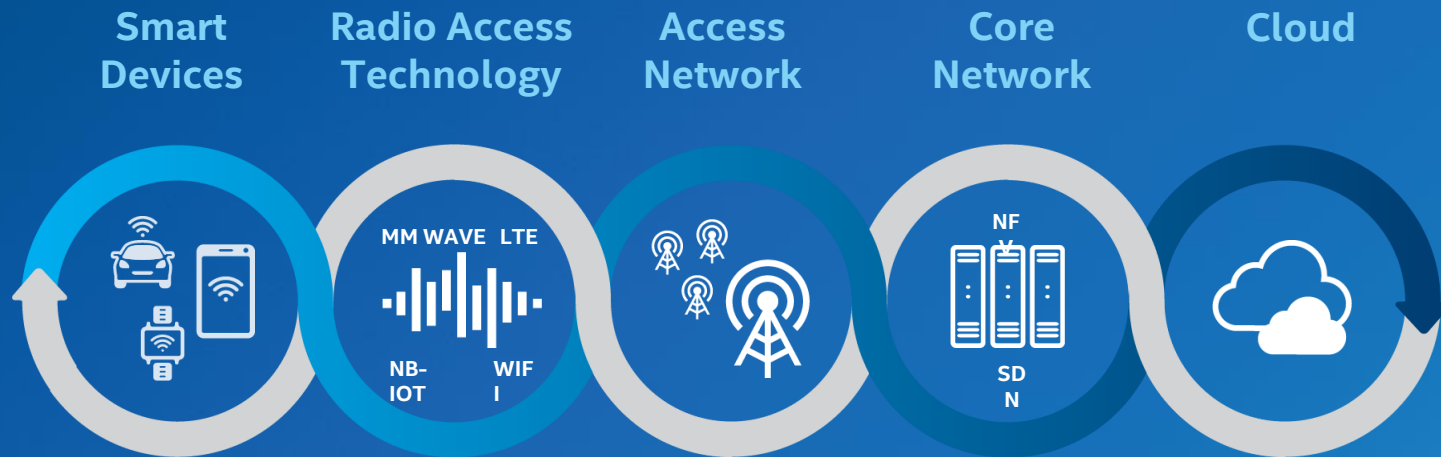 Smart
Devices
Radio Access
Technology
Access
Network
Core
Network
Cloud
MM WAVE LTE
NB-
IOT
WIF
I
NF
V
SD
N